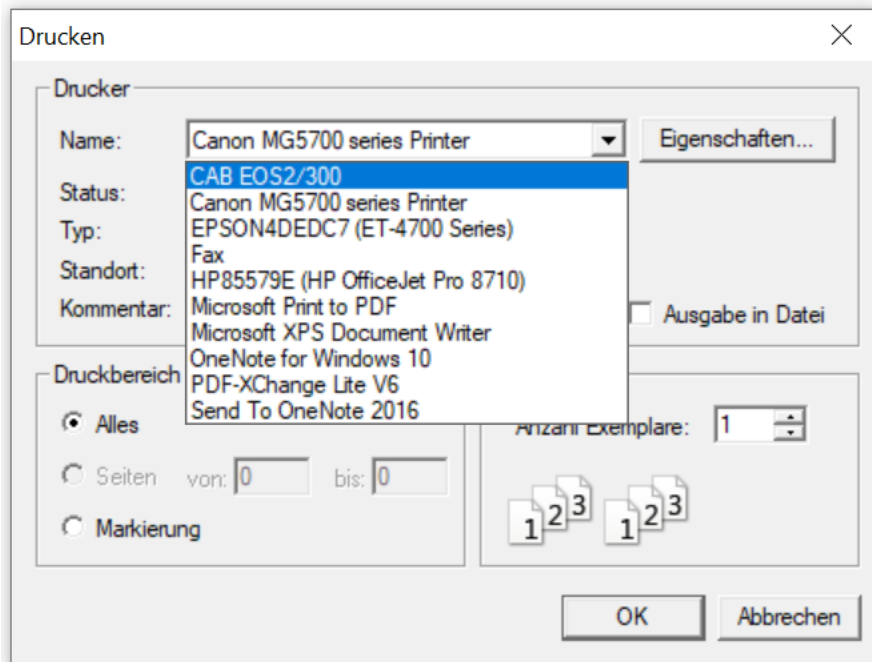 Drucken
Drucker
Name: Canon MG5700 series Printer Eigenschaften...
CAB EOS2/300
Status: Canon MG5700 series Printer
Typ: EPSON4DEDC7 (ET-4700 Series)
Fax
Standort: HP85579E (HP OfficeJet Pro 8710)
Kommentar: Microsoft Print to PDF Ausgabe in Datei
Microsoft XPS Document Writer
OneNote for Windows 10
Druckbereich PDF-XChange Lite V6
Send To OneNote 2016
Alles Anzahl Exemplare: 1
Seiten von: 0 bis: 0
Markierung
1 2 3 1 2 3
OK Abbrechen